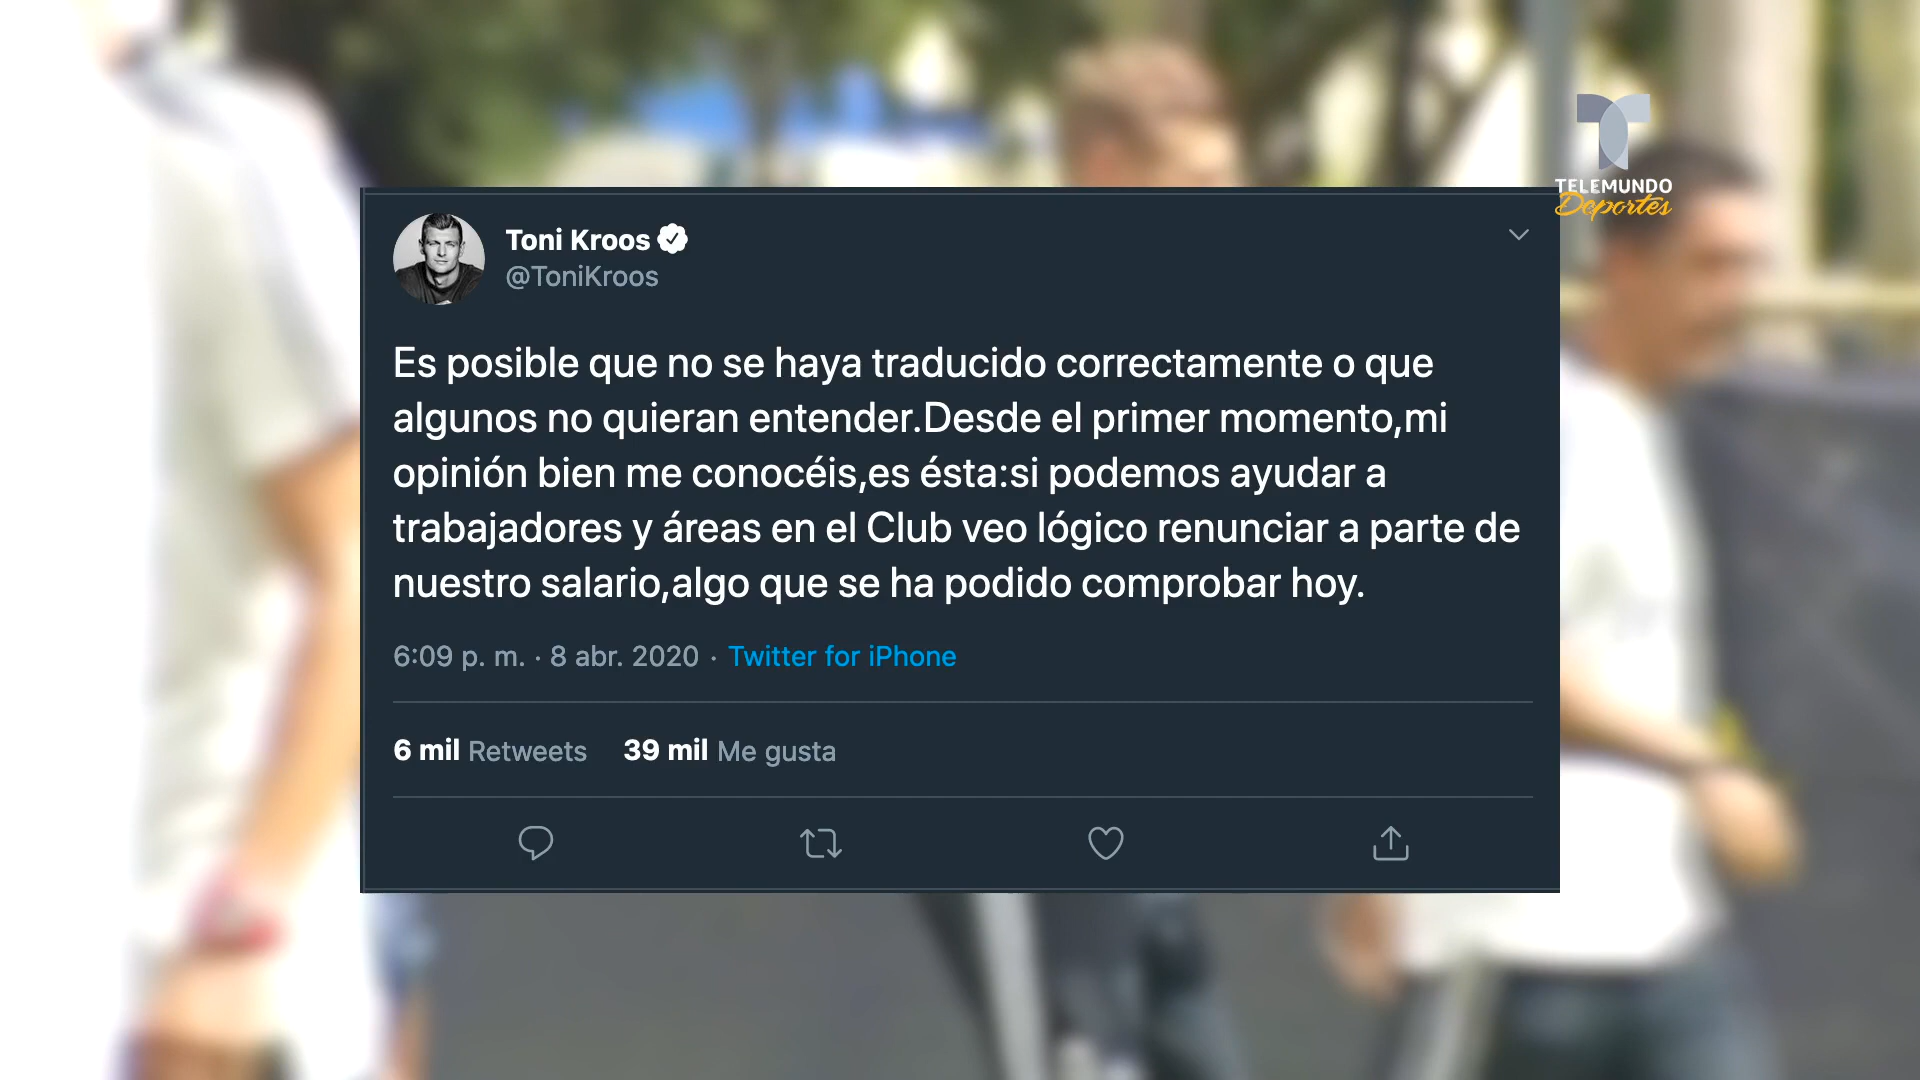 TELEMUNDO
Deportes
Toni Kroos
@ToniKroos
Es posible que no se haya traducido correctamente o que
algunos no quieran entender.Desde el primer momento,mi
opinión bien me conocéis,es ésta:si podemos ayudar a
trabajadores y áreas en el Club veo lógico renunciar a parte de
nuestro salario,algo que se ha podido comprobar hoy.
6:09 p. m. · 8 abr. 2020 · Twitter for iPhone
6 mil Retweets 39 mil Me gusta